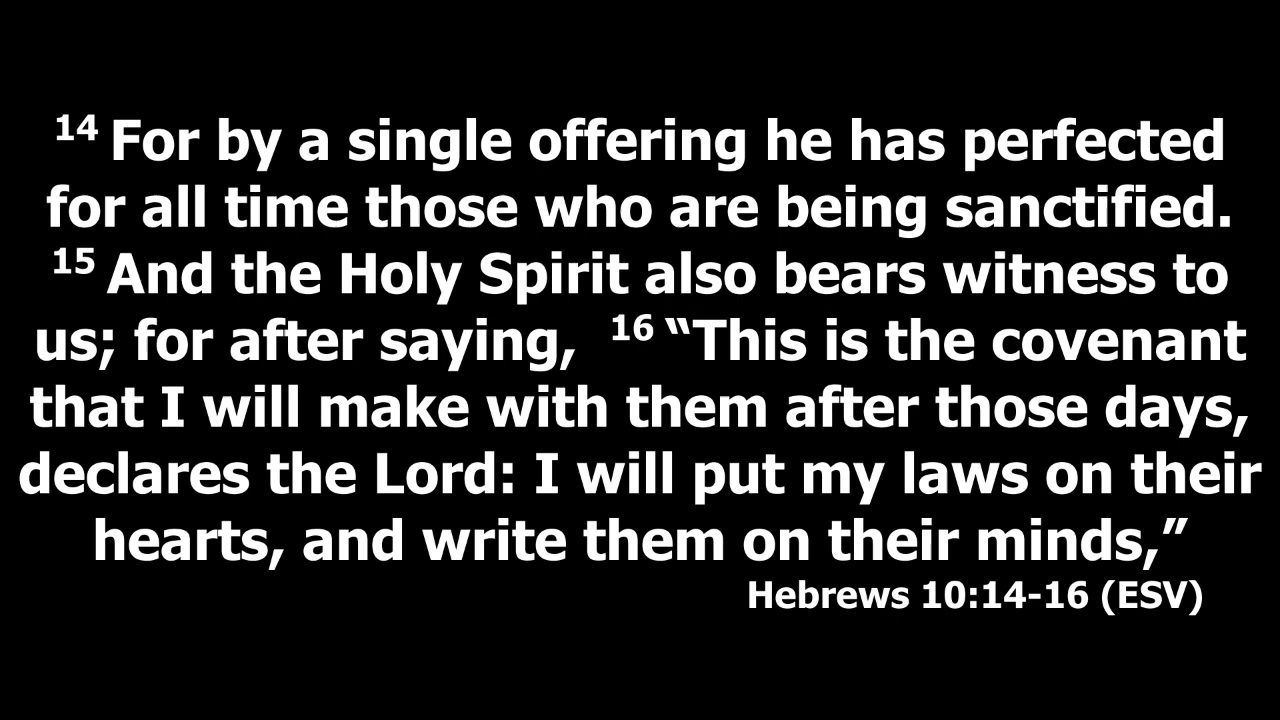 14 For by a single offering he has perfected
for all time those who are being sanctified.
15 And the Holy Spirit also bears witness to
us; for after saying, 16 “This is the covenant
that I will make with them after those days,
declares the Lord: I will put my laws on their
hearts, and write them on their minds,”
Hebrews 10:14-16 (ESV)